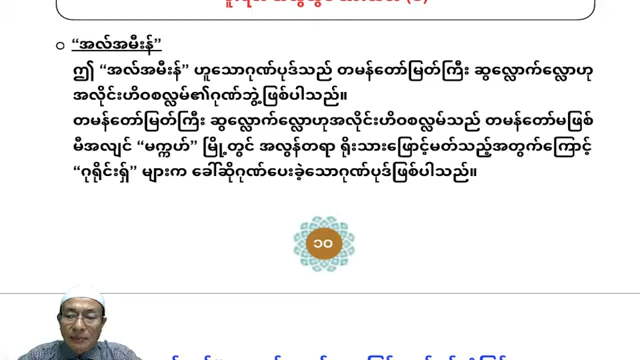 “အလ်အမီးန်”
ဤ “အလ်အမီးန်” ဟူသောဂုဏ်ပုဒ်သည် တမန်တော်မြတ်ကြီး ဆွလ္လောက်လ္လောဟု
အလိုင်းဟိဝစလ္လမ်၏ဂုဏ်ဘွဲ့ဖြစ်ပါသည်။
တမန်တော်မြတ်ကြီး ဆွလ္လောက်လ္လောဟုအလိုင်းဟိဝစလ္လမ်သည် တမန်တော်မဖြစ်
မီအလျင် “မက္ကဟ်” မြို့တွင် အလွန်တရာ ရိုးသားဖြောင့်မတ်သည့်အတွက်ကြောင့်
“ဂုရိုင်းရှ်” များက ခေါ်ဆိုဂုဏ်ပေးခဲ့သောဂုဏ်ပုဒ်ဖြစ်ပါသည်။
၁၀